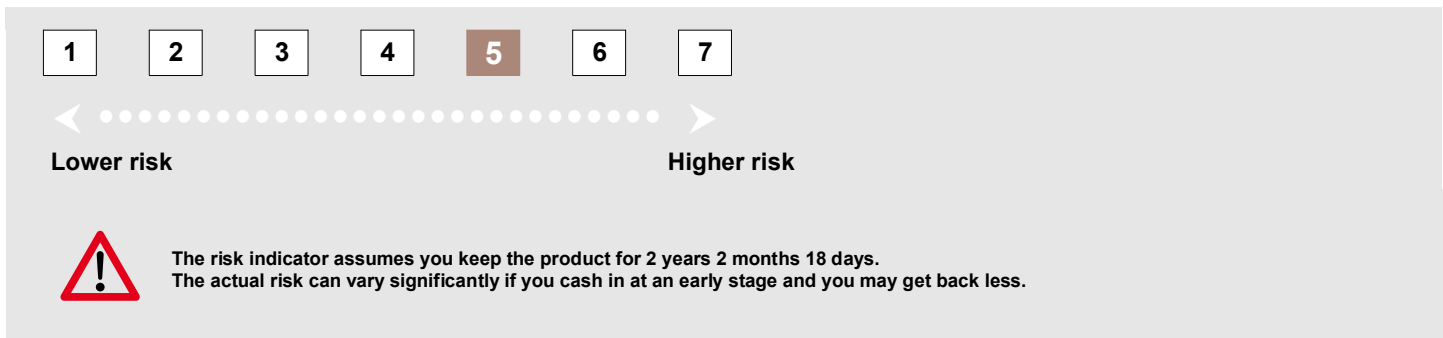 1 2 3 4 5 6 7
Lower risk Higher risk
The risk indicator assumes you keep the product for 2 years 2 months 18 days.
The actual risk can vary significantly if you cash in at an early stage and you may get back less.